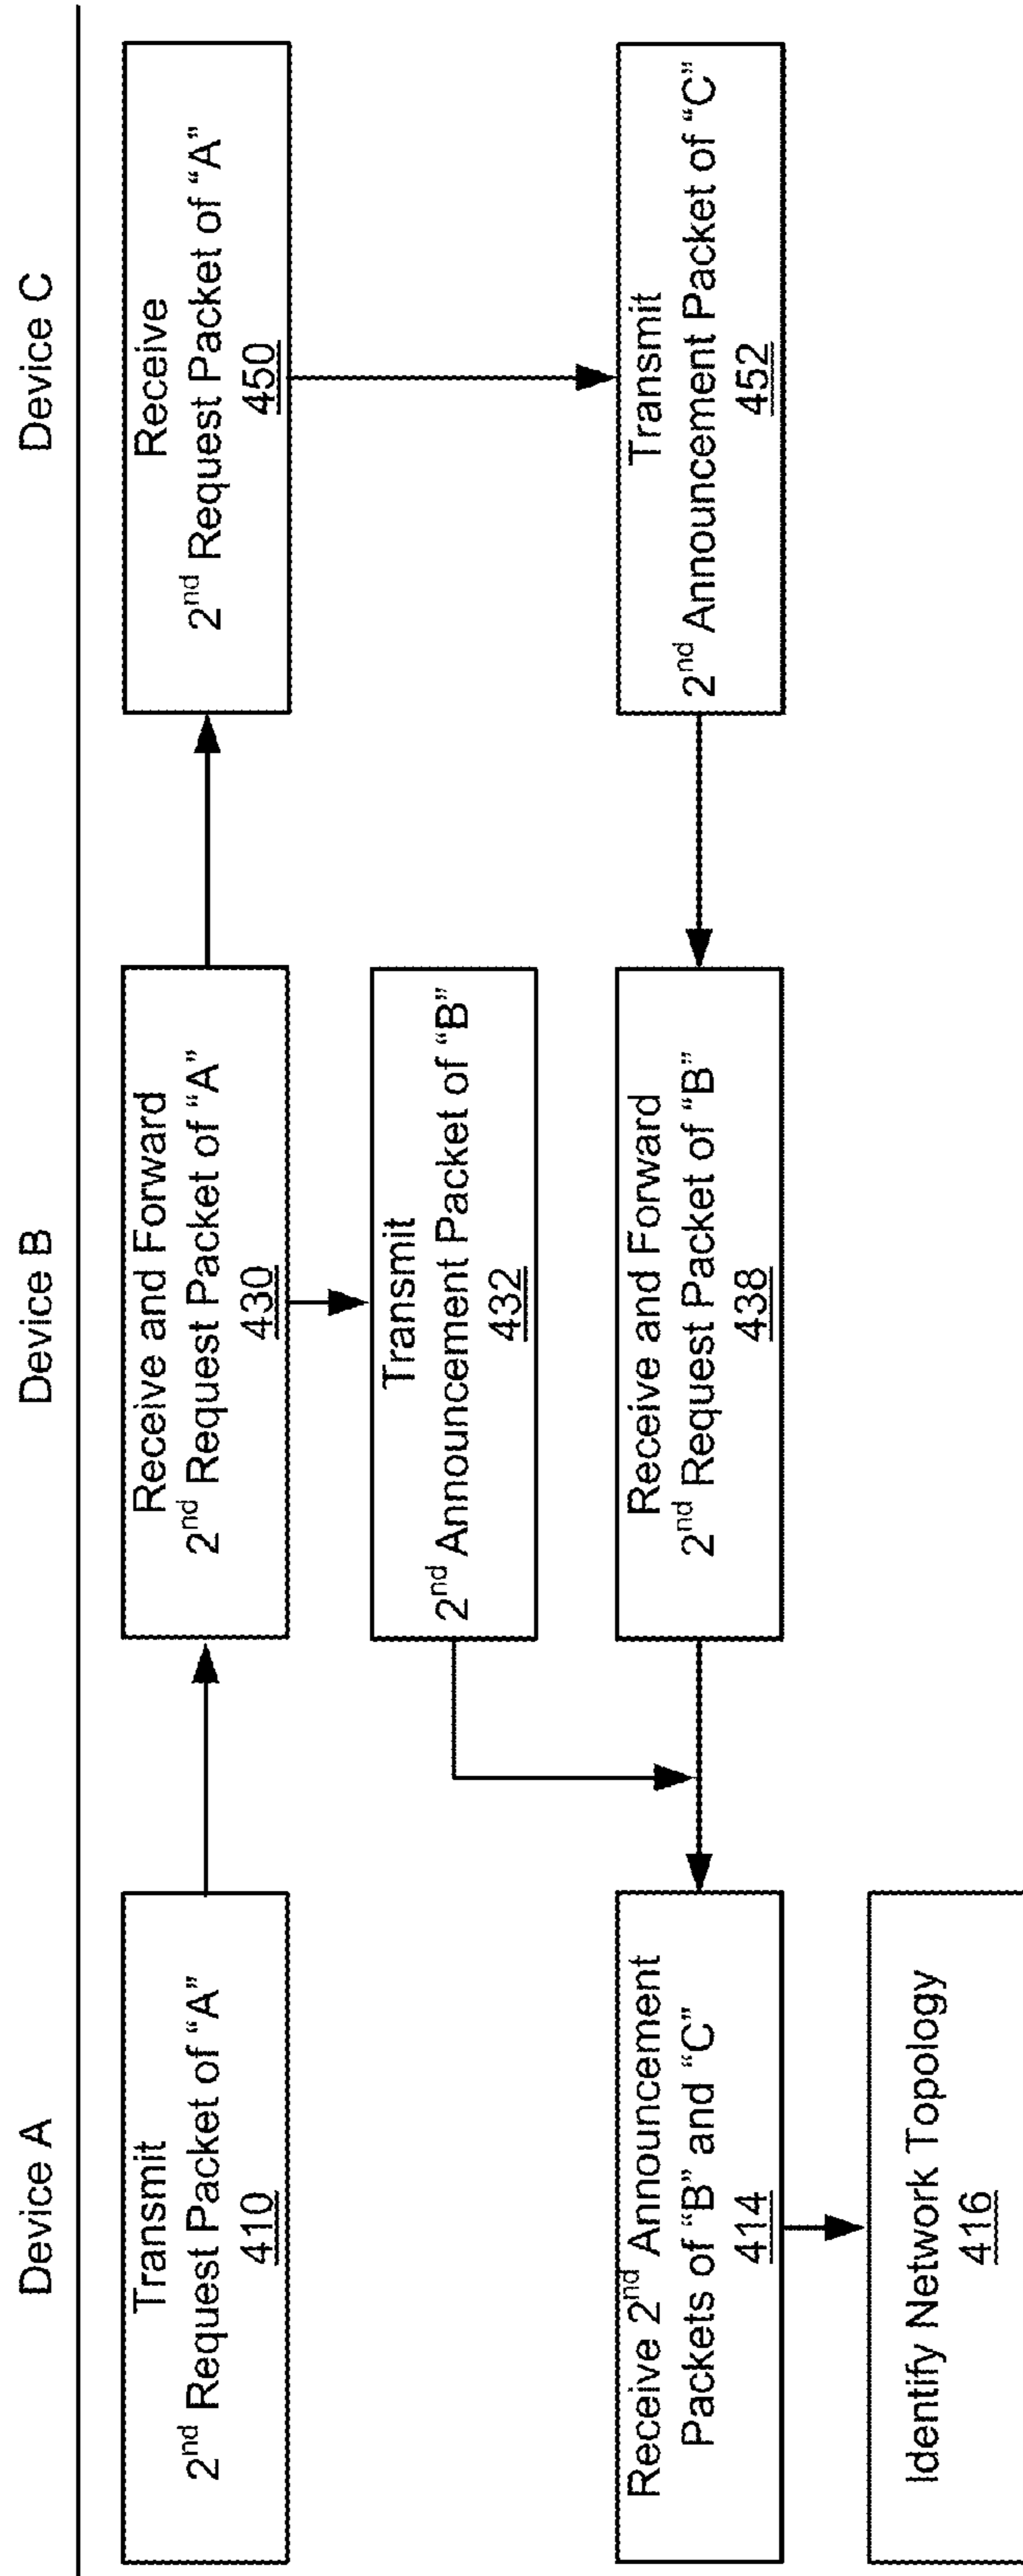 Device A
Device B
Device C
Transmit
2nd Request Packet of “A”
410
Receive and Forward
2nd Request Packet of “A”
430
Receive
2nd Request Packet of “A”
450
Transmit
2nd Announcement Packet of “B”
432
Receive 2nd Announcement
Packets of “B” and “C”
414
Receive and Forward
2nd Request Packet of “B”
438
Transmit
2nd Announcement Packet of “C”
452
Identify Network Topology
416